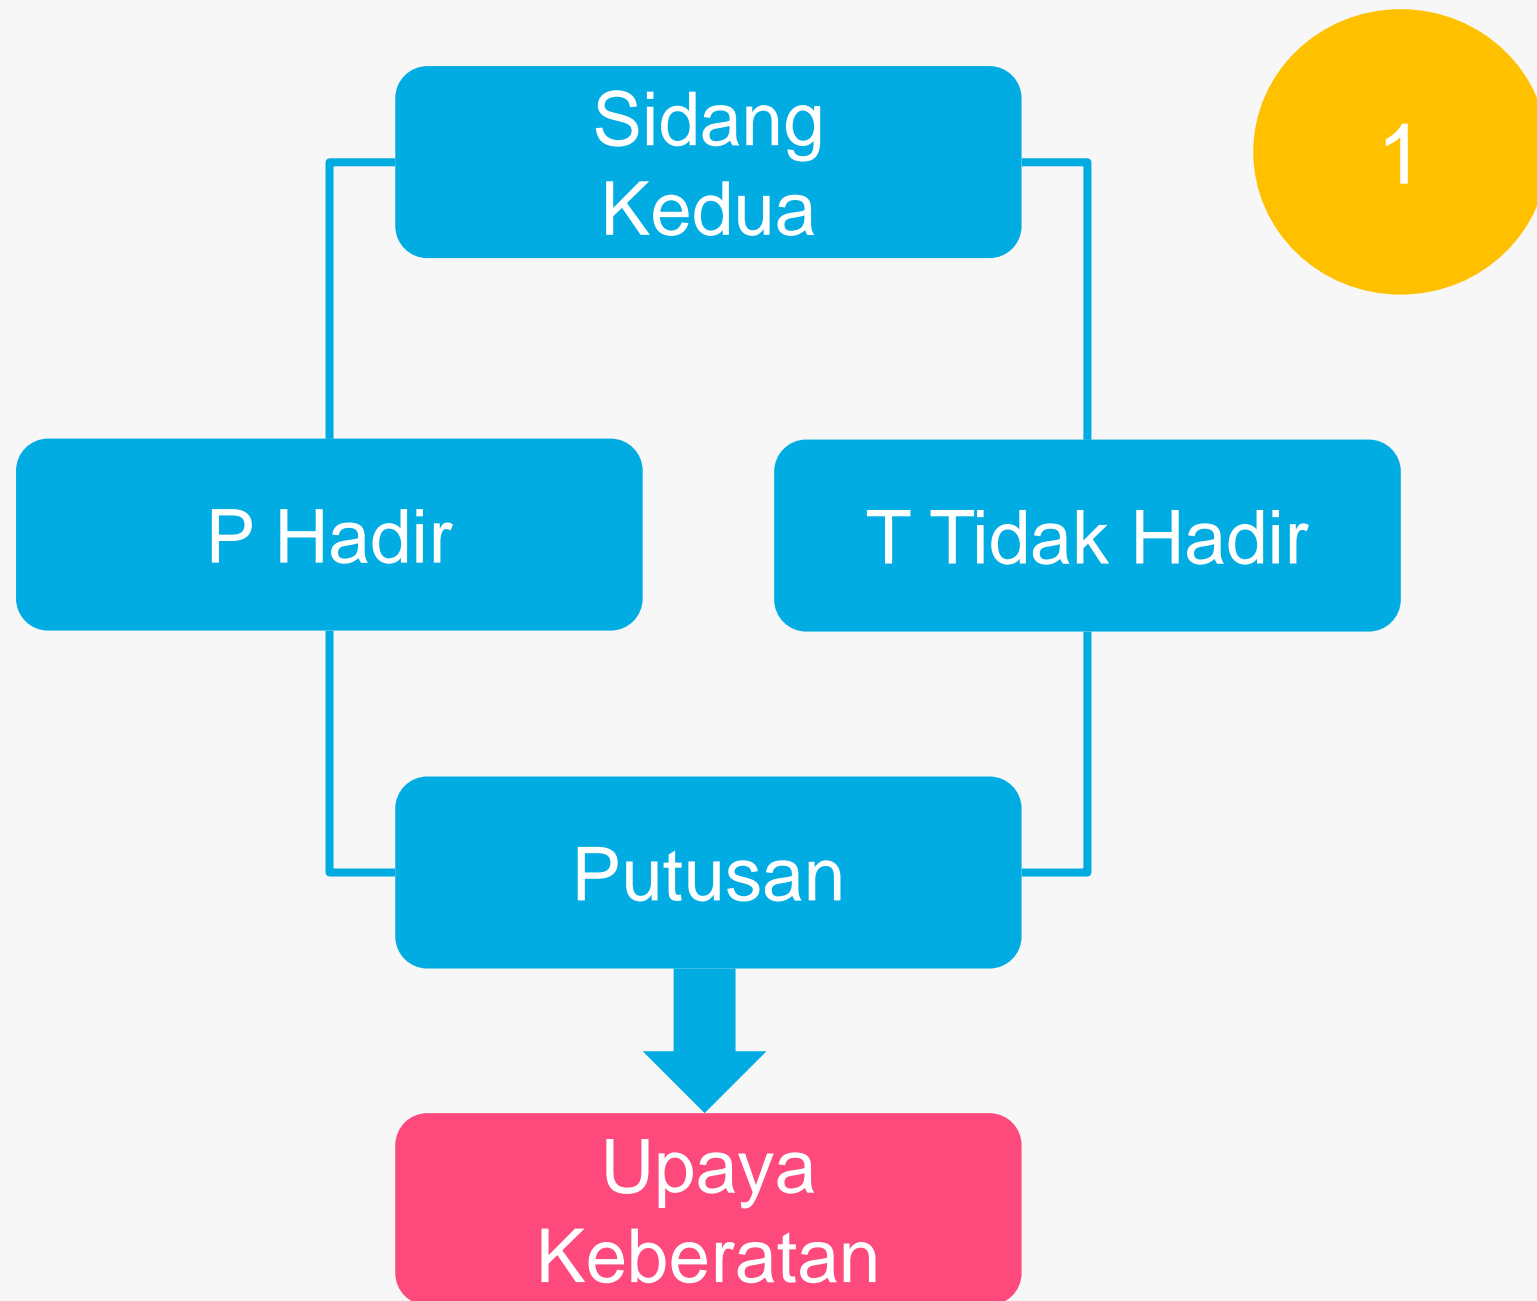 Sidang
Kedua
1
P Hadir
T Tidak Hadir
Putusan
Upaya
Keberatan